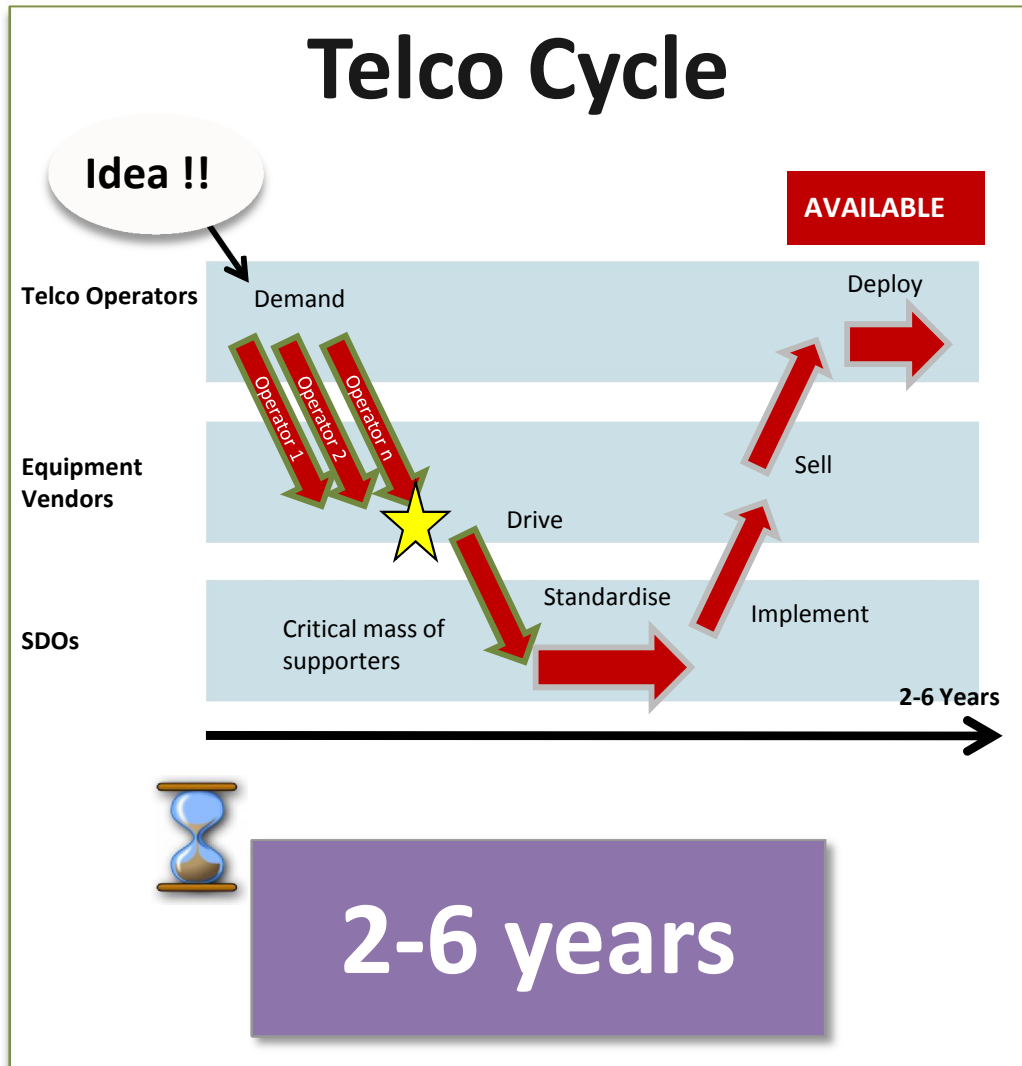 Telco Cycle
Idea !!
AVAILABLE
Telco Operators
Demand
Deploy
Operator 1
Operator 2
Operator n
Equipment
Vendors
Sell
Drive
Standardise
Implement
SDOs
Critical mass of
supporters
2-6 Years
2-6 years